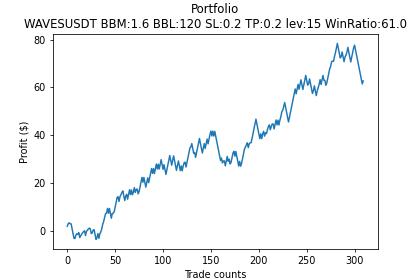 Portfolio
WAVESUSDT BBM:1.6 BBL:120 SL:0.2 TP:0.2 lev:15 WinRatio:61.0
80
60
40
20
0
Profit ($)
0 50 100 150 200 250 300
Trade counts